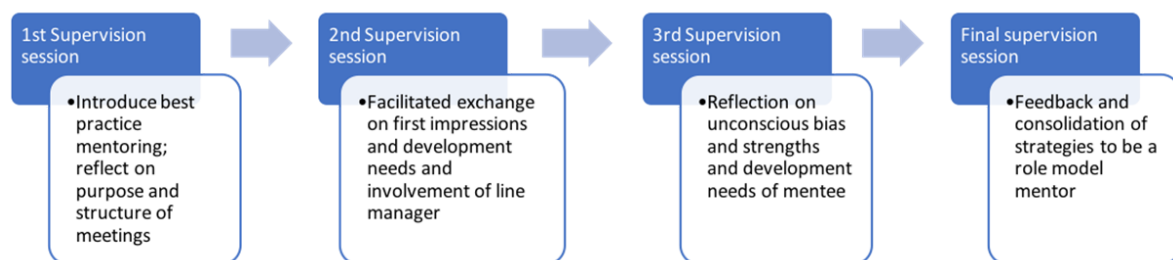 1st Supervision
session
•Introduce best
practice
mentoring;
reflect on
purpose and
structure of
meetings
2nd Supervision
session
•Facilitated exchange
on first impressions
and development
needs and
involvement of line
manager
3rd Supervision
session
•Reflection on
unconscious bias
and strengths
and development
needs of mentee
Final supervision
session
•Feedback and
consolidation of
strategies to be a
role model
mentor